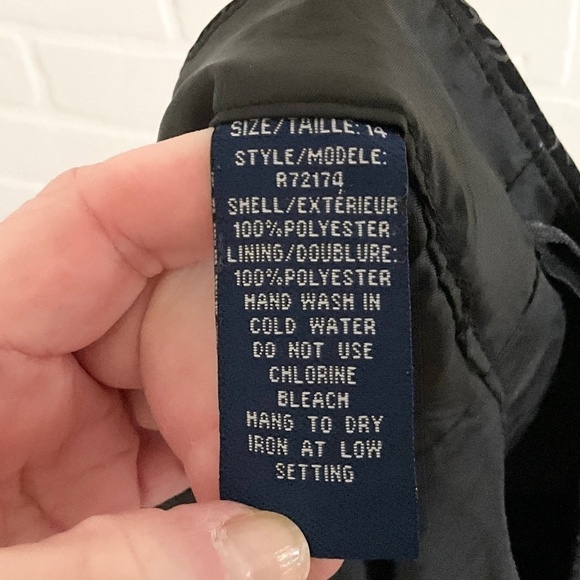 SIZE/TAILLE: 14
STYLE/MODELE:
R72174
SHELL/EXTÉRIEUR
100%POLYESTER
LINING/DOUBLURE:
100%POLYESTER
HAND WASH IN
COLD WATER
DO NOT USE
CHLORINE
BLEACH
HANG TO DRY
IRON AT LOW
SETTING